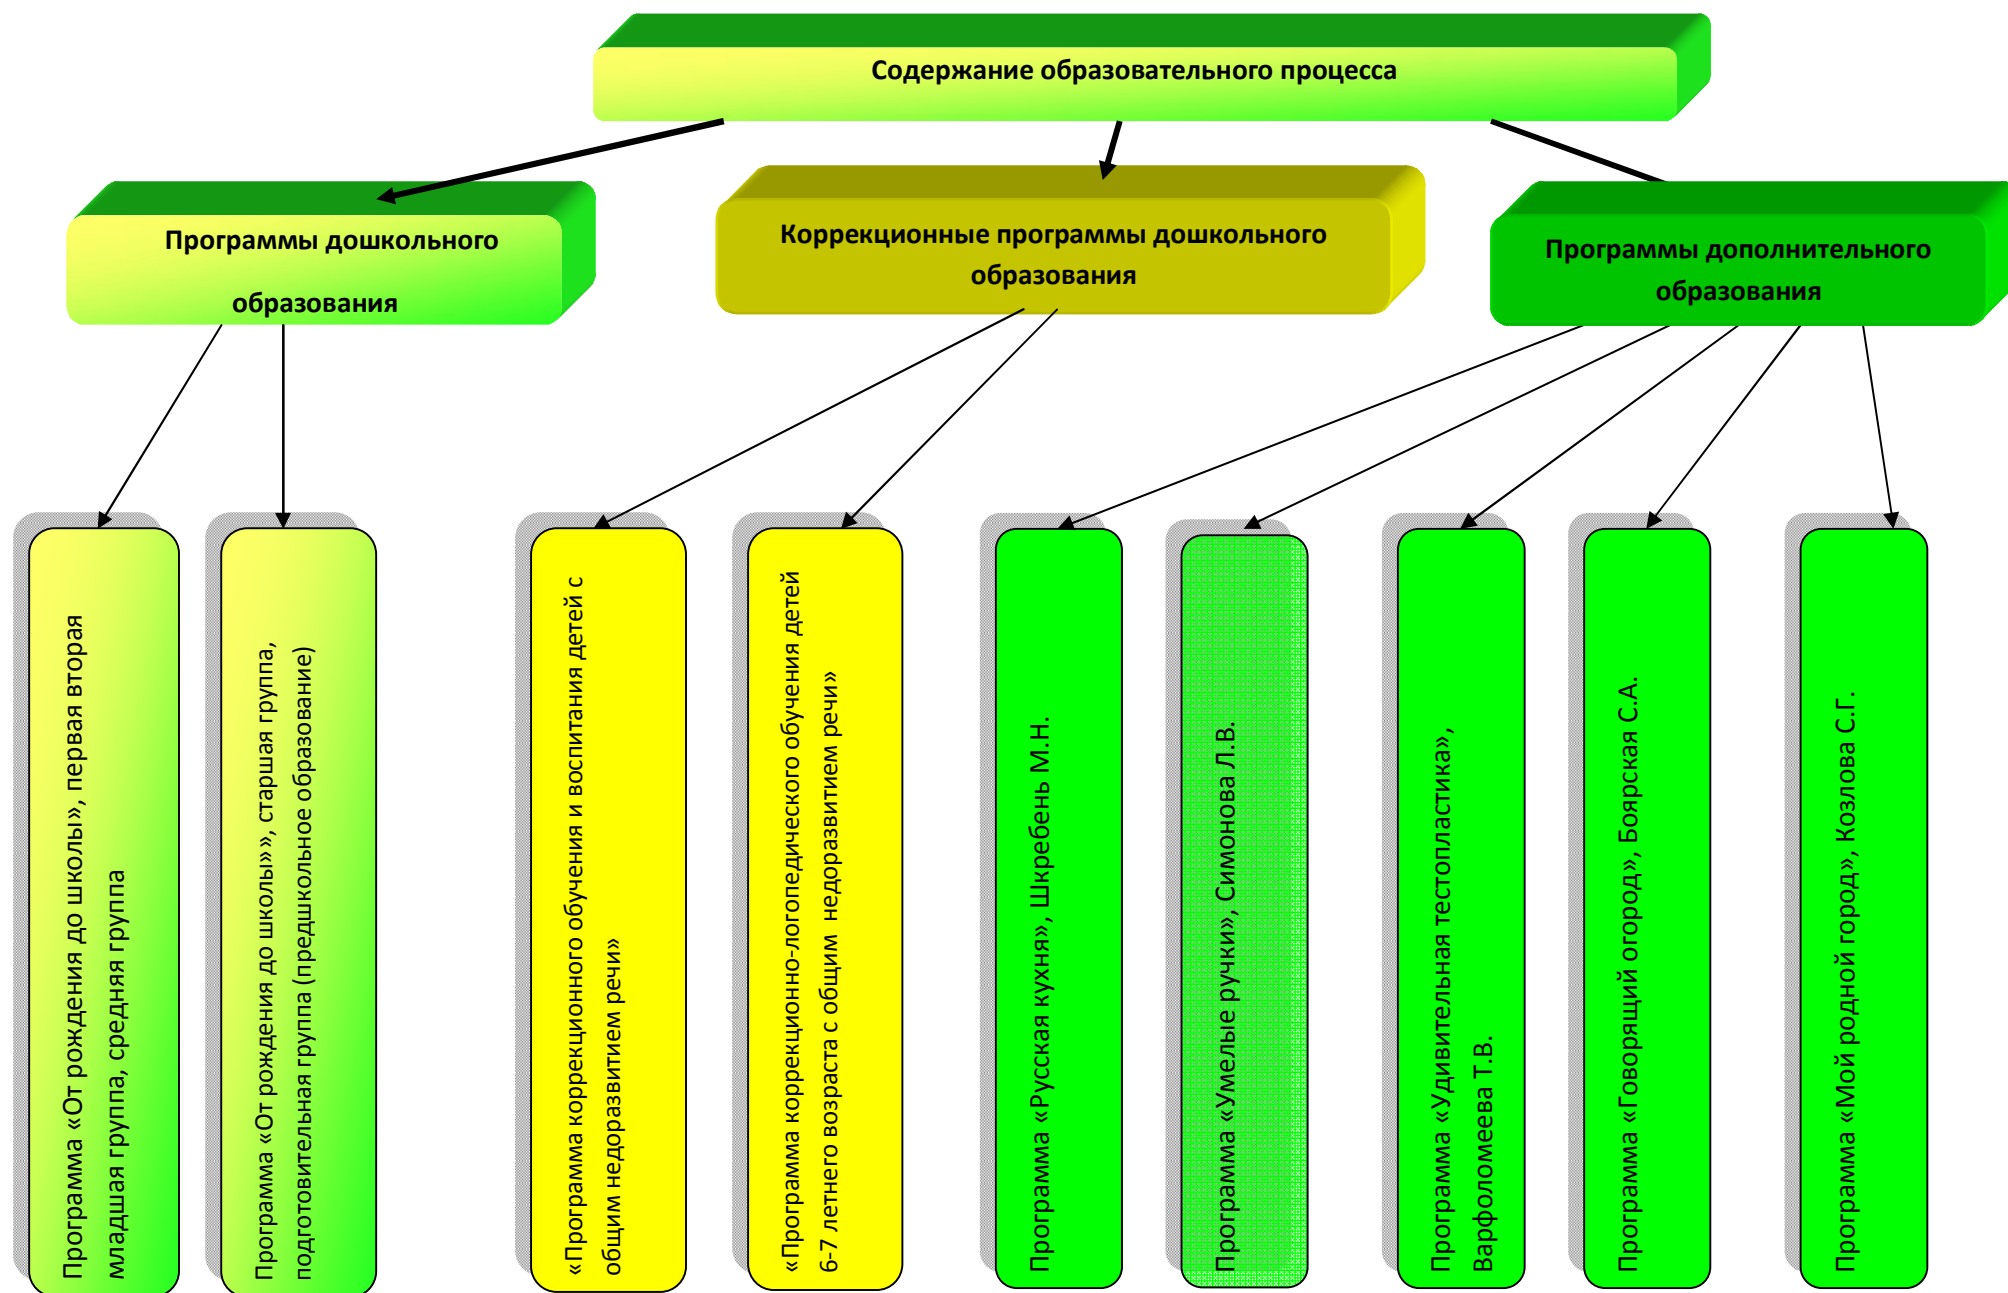 Содержание образовательного процесса
Программы дошкольного
образования
Коррекционные программы дошкольного
образования
Программы дополнительного
образования
Программа «От рождения до школы», первая вторая
младшая группа, средняя группа
Программа «От рождения до школы»», старшая группа,
подготовительная группа (предшкольное образование)
«Программа коррекционного обучения и воспитания детей с
общим недоразвитием речи»
«Программа коррекционно-логопедического обучения детей
6-7 летнего возраста с общим недоразвитием речи»
Программа «Русская кухня», Шкребень М.Н.
Программа «Умелые ручки», Симонова Л.В.
Программа «Удивительная тестопластика»,
Варфоломеева Т.В.
Программа «Говорящий огород», Боярская С.А.
Программа «Мой родной город», Козлова С.Г.